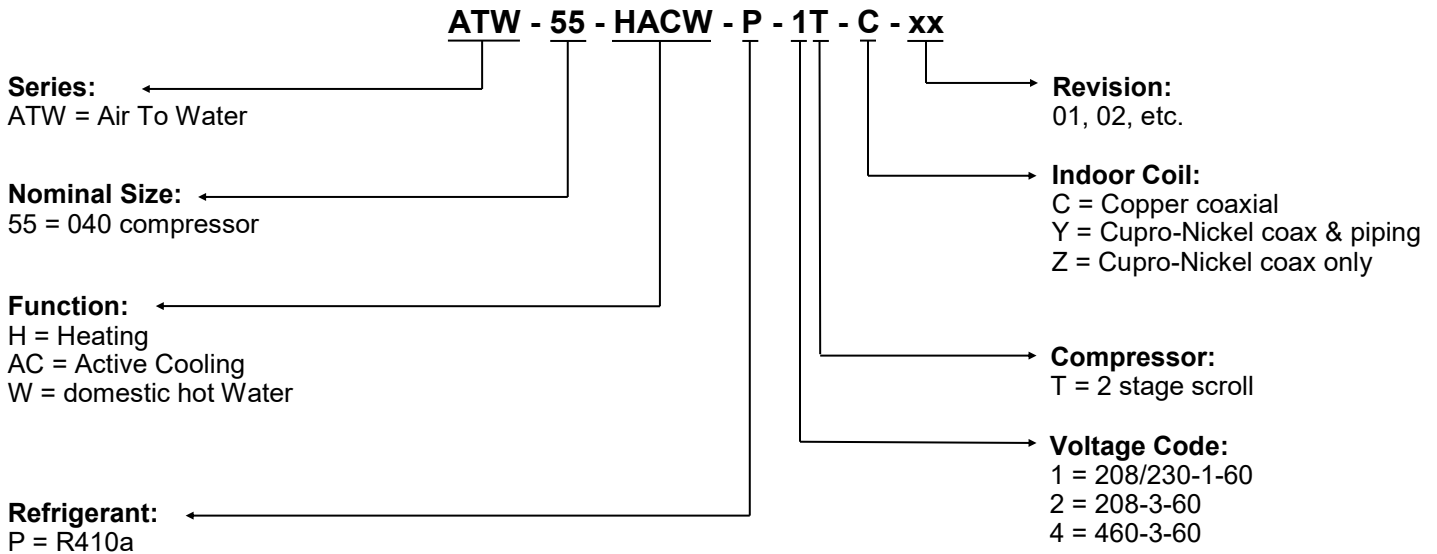 ATW - 55 - HACW - P - 1T - C - xx
Series:
ATW = Air To Water
Nominal Size:
55 = 040 compressor
Function:
H = Heating
AC = Active Cooling
W = domestic hot Water
Refrigerant:
P = R410a
Revision:
01, 02, etc.
Indoor Coil:
C = Copper coaxial
Y = Cupro-Nickel coax & piping
Z = Cupro-Nickel coax only
Compressor:
T = 2 stage scroll
Voltage Code:
1 = 208/230-1-60
2 = 208-3-60
4 = 460-3-60